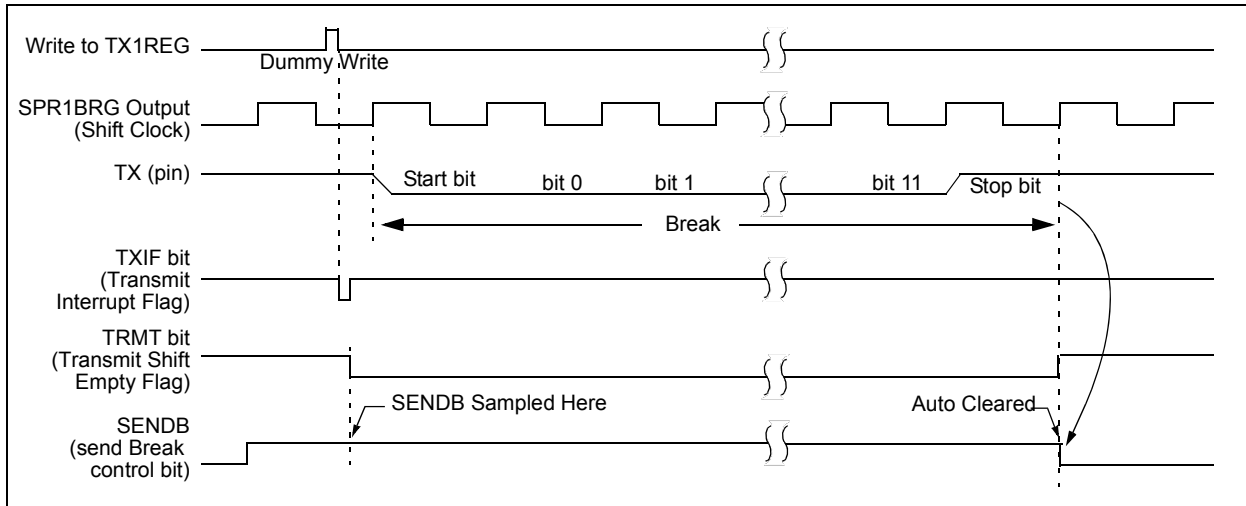 Write to TX1REG
Dummy Write
SPR1BRG Output
(Shift Clock)
TX (pin)
Start bit
bit 0
bit 1
bit 11
Stop bit
Break
TXIF bit
(Transmit
Interrupt Flag)
TRMT bit
(Transmit Shift
Empty Flag)
SENDB Sampled Here
Auto Cleared
SENDB
(send Break
control bit)